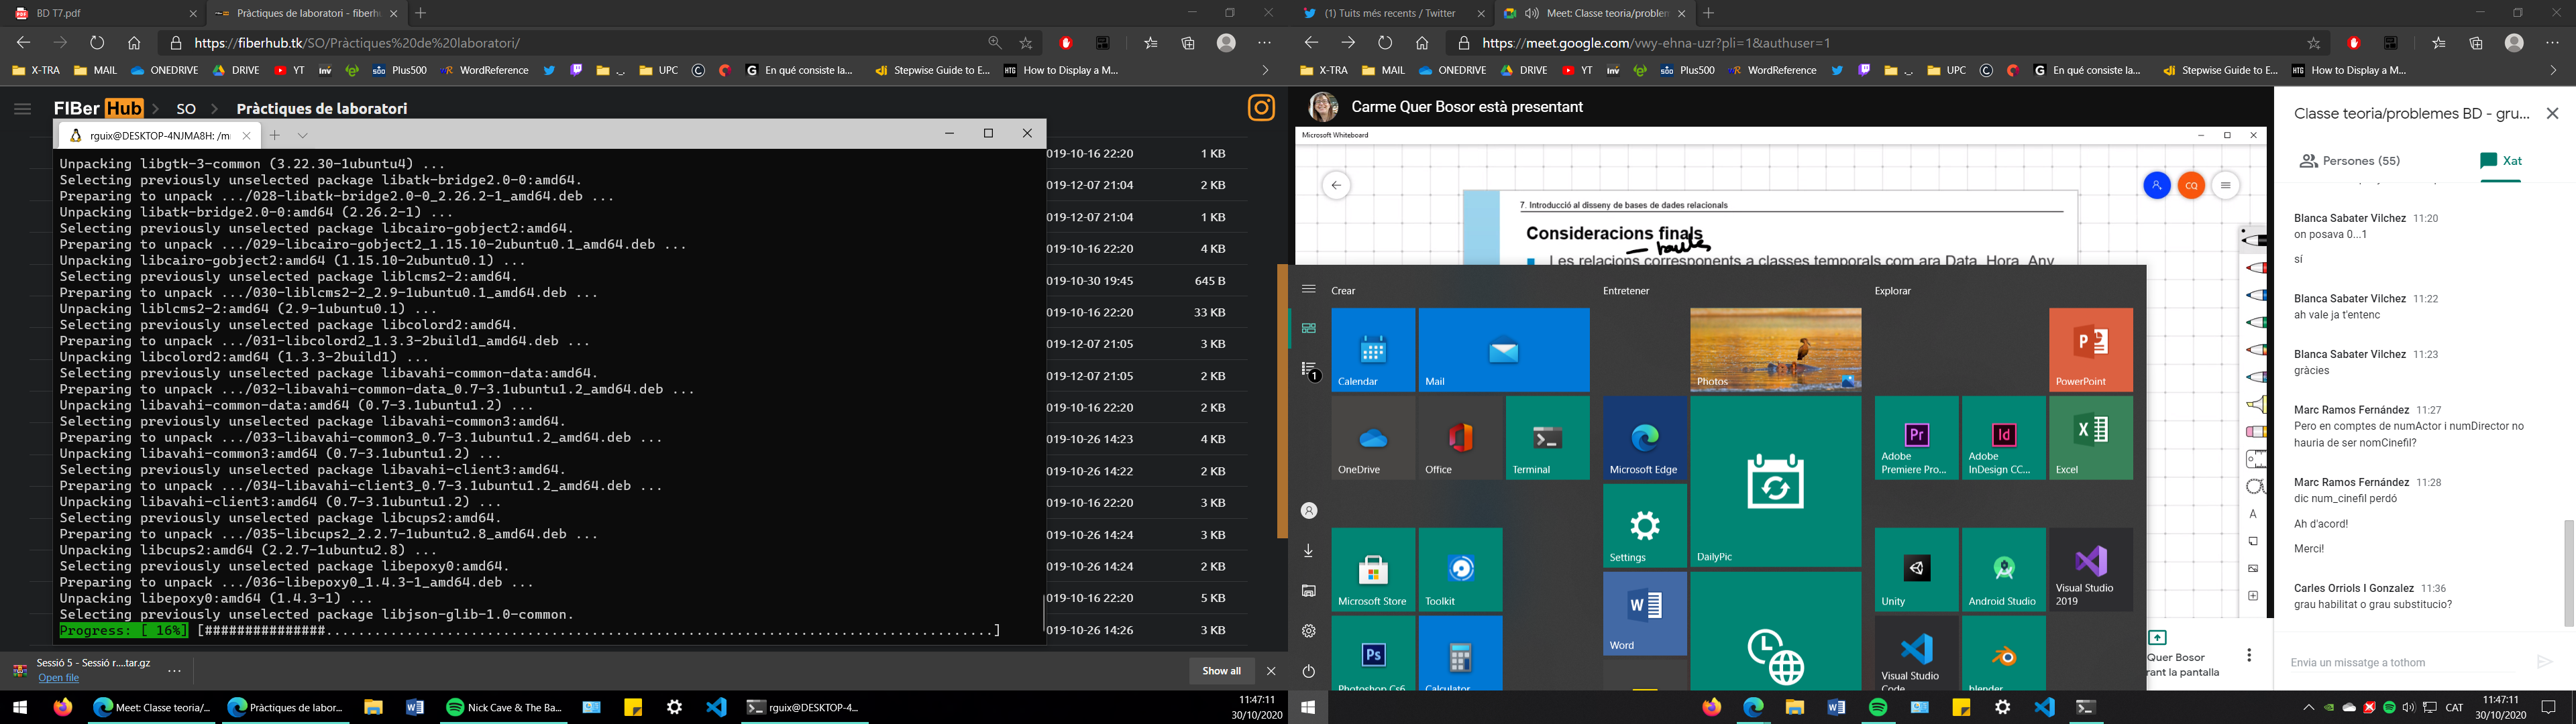 BD T7.pdf
Pràctiques de laboratori - fiberhu
https://fiberhub.tk/SO/Pràctiques%20de%20laboratori/
X-TRA MAIL ONEDRIVE DRIVE YT Plus500 WordReference UPC En qué consiste la... Stepwise Guide to E... How to Display a M...
FIBer Hub SO Pràctiques de laboratori
rguix@DESKTOP-4NJMA8H: /m
Unpacking libgtk-3-common (3.22.30-1ubuntu4) ...
Selecting previously unselected package libatk-bridge2.0-0:amd64.
Preparing to unpack .../028-libatk-bridge2.0-0_2.26.2-1_amd64.deb ...
Unpacking libatk-bridge2.0-0:amd64 (2.26.2-1) ...
Selecting previously unselected package libcairo-gobject2:amd64.
Preparing to unpack .../029-libcairo-gobject2_1.15.10-2ubuntu0.1_amd64.deb ...
Unpacking libcairo-gobject2:amd64 (1.15.10-2ubuntu0.1) ...
Selecting previously unselected package liblcms2-2:amd64.
Preparing to unpack .../030-liblcms2-2_2.9-1ubuntu0.1_amd64.deb ...
Unpacking liblcms2-2:amd64 (2.9-1ubuntu0.1) ...
Selecting previously unselected package libcolord2:amd64.
Preparing to unpack .../031-libcolord2_1.3.3-2build1_amd64.deb ...
Unpacking libcolord2:amd64 (1.3.3-2build1) ...
Selecting previously unselected package libavahi-common-data:amd64.
Preparing to unpack .../032-libavahi-common-data_0.7-3.1ubuntu1.2_amd64.deb ...
Unpacking libavahi-common-data:amd64 (0.7-3.1ubuntu1.2) ...
Selecting previously unselected package libavahi-common3:amd64.
Preparing to unpack .../033-libavahi-common3_0.7-3.1ubuntu1.2_amd64.deb ...
Unpacking libavahi-common3:amd64 (0.7-3.1ubuntu1.2) ...
Selecting previously unselected package libavahi-client3:amd64.
Preparing to unpack .../034-libavahi-client3_0.7-3.1ubuntu1.2_amd64.deb ...
Unpacking libavahi-client3:amd64 (0.7-3.1ubuntu1.2) ...
Selecting previously unselected package libcups2:amd64.
Preparing to unpack .../035-libcups2_2.2.7-1ubuntu2.8_amd64.deb ...
Unpacking libcups2:amd64 (2.2.7-1ubuntu2.8) ...
Selecting previously unselected package libepoxy0:amd64.
Preparing to unpack .../036-libepoxy0_1.4.3-1_amd64.deb ...
Unpacking libepoxy0:amd64 (1.4.3-1) ...
Selecting previously unselected package libjson-glib-1.0-common.
Progress: [ 16%] [###############...................................................................................]
019-10-16 22:20 1 KB
019-12-07 21:04 2 KB
019-12-07 21:04 1 KB
019-10-16 22:20 4 KB
019-10-30 19:45 645 B
019-10-16 22:20 33 KB
019-12-07 21:05 3 KB
019-12-07 21:05 2 KB
019-10-16 22:20 2 KB
019-10-26 14:23 4 KB
019-10-26 14:22 2 KB
019-10-16 22:20 3 KB
019-10-26 14:24 3 KB
019-10-26 14:24 2 KB
019-10-16 22:20 5 KB
019-10-26 14:26 3 KB
Sessió 5 - Sessió r....tar.gz
Open file
Show all
Meet: Classe teoria/... Pràctiques de labor... Nick Cave & The Ba... rguix@DESKTOP-4...
11:47:11
30/10/2020
(1) Tuits més recents / Twitter
Meet: Classe teoria/problem
https://meet.google.com/vwy-ehna-uzr?pli=1&authuser=1
X-TRA MAIL ONEDRIVE DRIVE YT Plus500 WordReference UPC En qué consiste la... Stepwise Guide to E... How to Display a M...
Carme Quer Bosor està presentant
Microsoft Whiteboard
CQ
7. Introducció al disseny de bases de dades relacionals
Consideracions finals
Les relacions corresponents a classes temporals com ara Data, Hora, Any
Crear Entretener Explorar
Calendar Mail Photos PowerPoint
OneDrive Office Terminal Microsoft Edge
Adobe Premiere Pro...
Adobe InDesign CC...
Excel
Settings DailyPic
Microsoft Store Toolkit Unity Android Studio
Visual Studio 2019
Word
Photoshop Cs6 Calculator
Visual Studio Code
blender
Quer Bosor
rant la pantalla
Classe teoria/problemes BD - gru...
Persones (55) Xat
Blanca Sabater Vilchez 11:20
on posava 0...1
sí
Blanca Sabater Vilchez 11:22
ah vale ja t'entenc
Blanca Sabater Vilchez 11:23
gràcies
Marc Ramos Fernández 11:27
Pero en comptes de numActor i numDirector no
hauria de ser nomCinefil?
Marc Ramos Fernández 11:28
dic num_cinefil perdó
Ah d'acord!
Merci!
Carles Orriols I Gonzalez 11:36
grau habilitat o grau substitucio?
Envia un missatge a tothom
CAT
11:47:11
30/10/2020